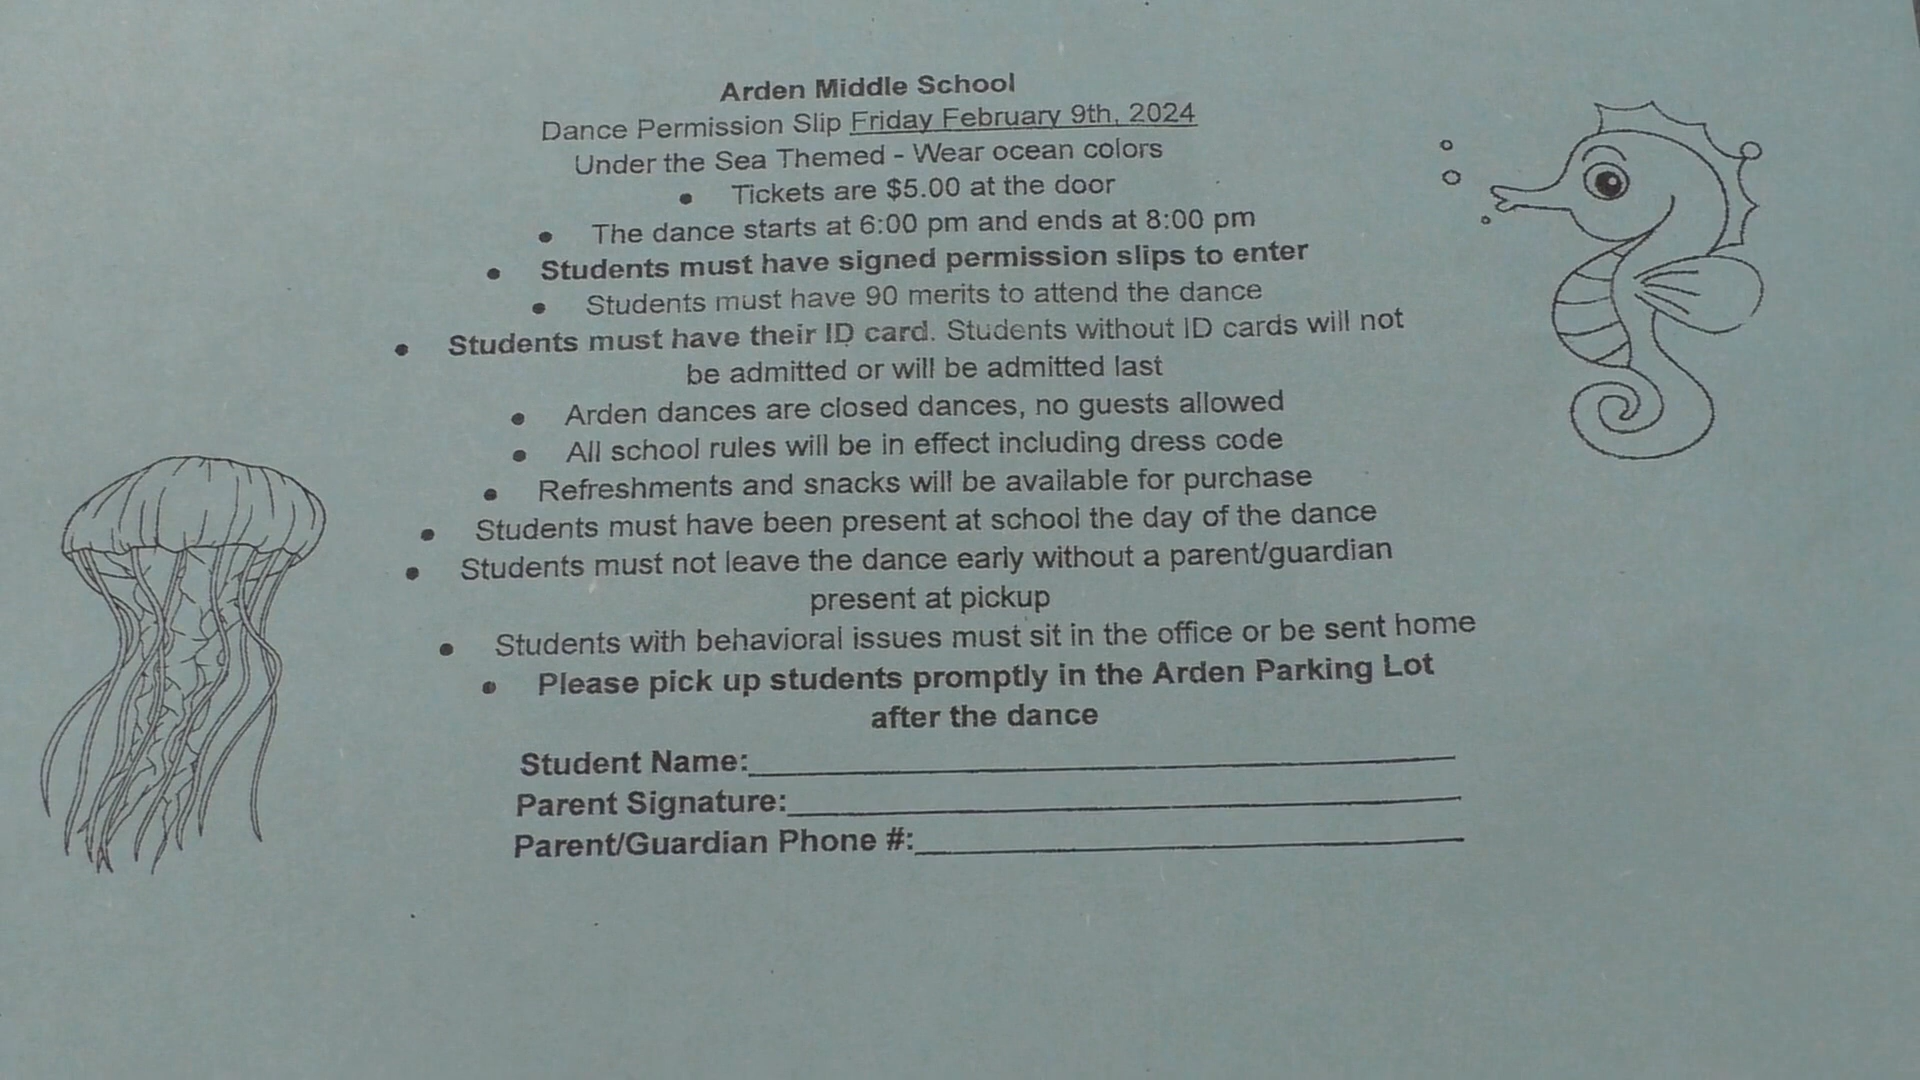 Arden Middle School
Dance Permission Slip Friday February 9th, 2024
Under the Sea Themed - Wear ocean colors
● Tickets are $5.00 at the door
● The dance starts at 6:00 pm and ends at 8:00 pm
● Students must have signed permission slips to enter
● Students must have 90 merits to attend the dance
● Students must have their ID card. Students without ID cards will not
be admitted or will be admitted last
● Arden dances are closed dances, no guests allowed
● All school rules will be in effect including dress code
● Refreshments and snacks will be available for purchase
● Students must have been present at school the day of the dance
● Students must not leave the dance early without a parent/guardian
present at pickup
● Students with behavioral issues must sit in the office or be sent home
● Please pick up students promptly in the Arden Parking Lot
after the dance
Student Name:
Parent Signature:
Parent/Guardian Phone #: